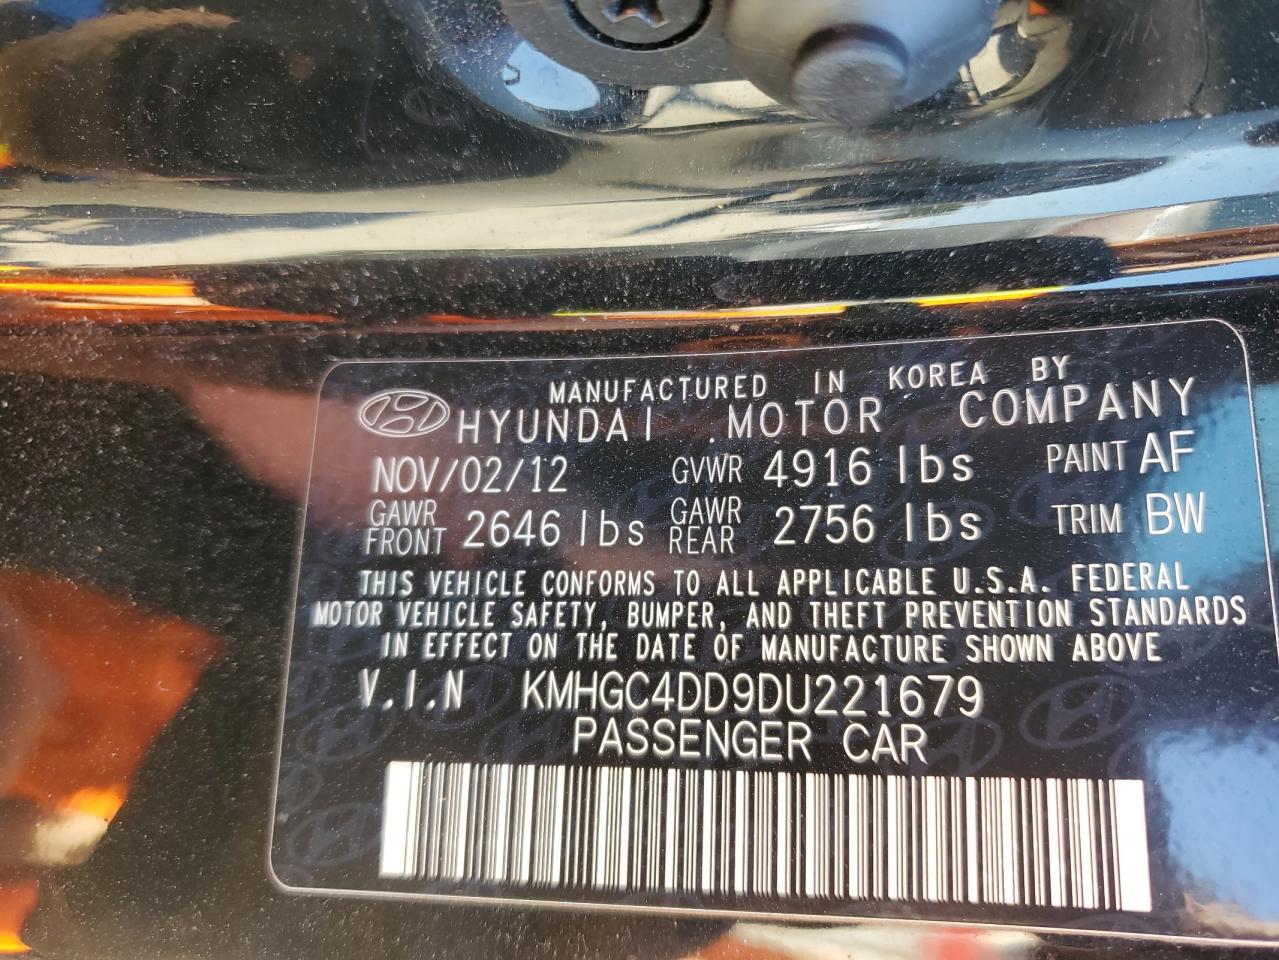 MANUFACTURED IN KOREA BY
HYUNDAI MOTOR COMPANY
NOV/02/12 GVWR 4916 lbs PAINT AF
GAWR FRONT 2646 lbs GAWR REAR 2756 lbs TRIM BW
THIS VEHICLE CONFORMS TO ALL APPLICABLE U.S.A. FEDERAL
MOTOR VEHICLE SAFETY, BUMPER, AND THEFT PREVENTION STANDARDS
IN EFFECT ON THE DATE OF MANUFACTURE SHOWN ABOVE
V.I.N KMHGC4DD9DU221679
PASSENGER CAR